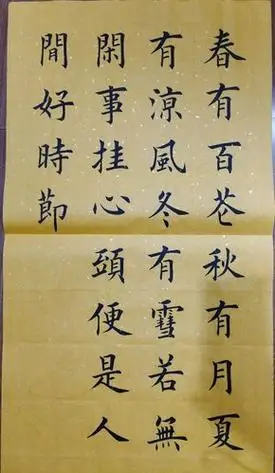 春有百花秋有月夏
有涼風冬有雪若無
閑事挂心頭便是人
間好時節